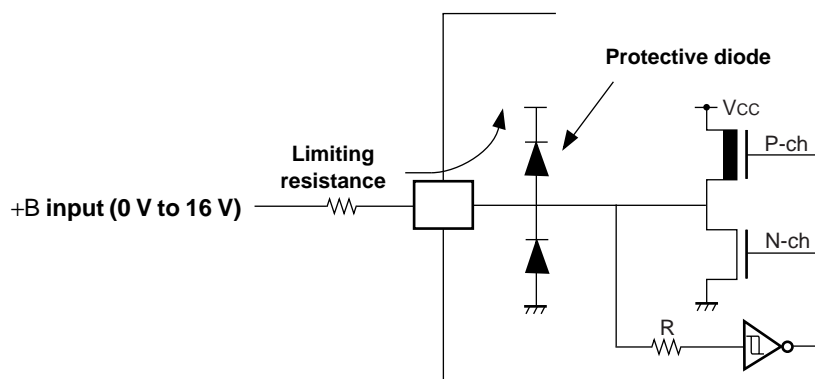 Protective diode
VCC
P-ch
Limiting
resistance
+B input (0 V to 16 V)
N-ch
R